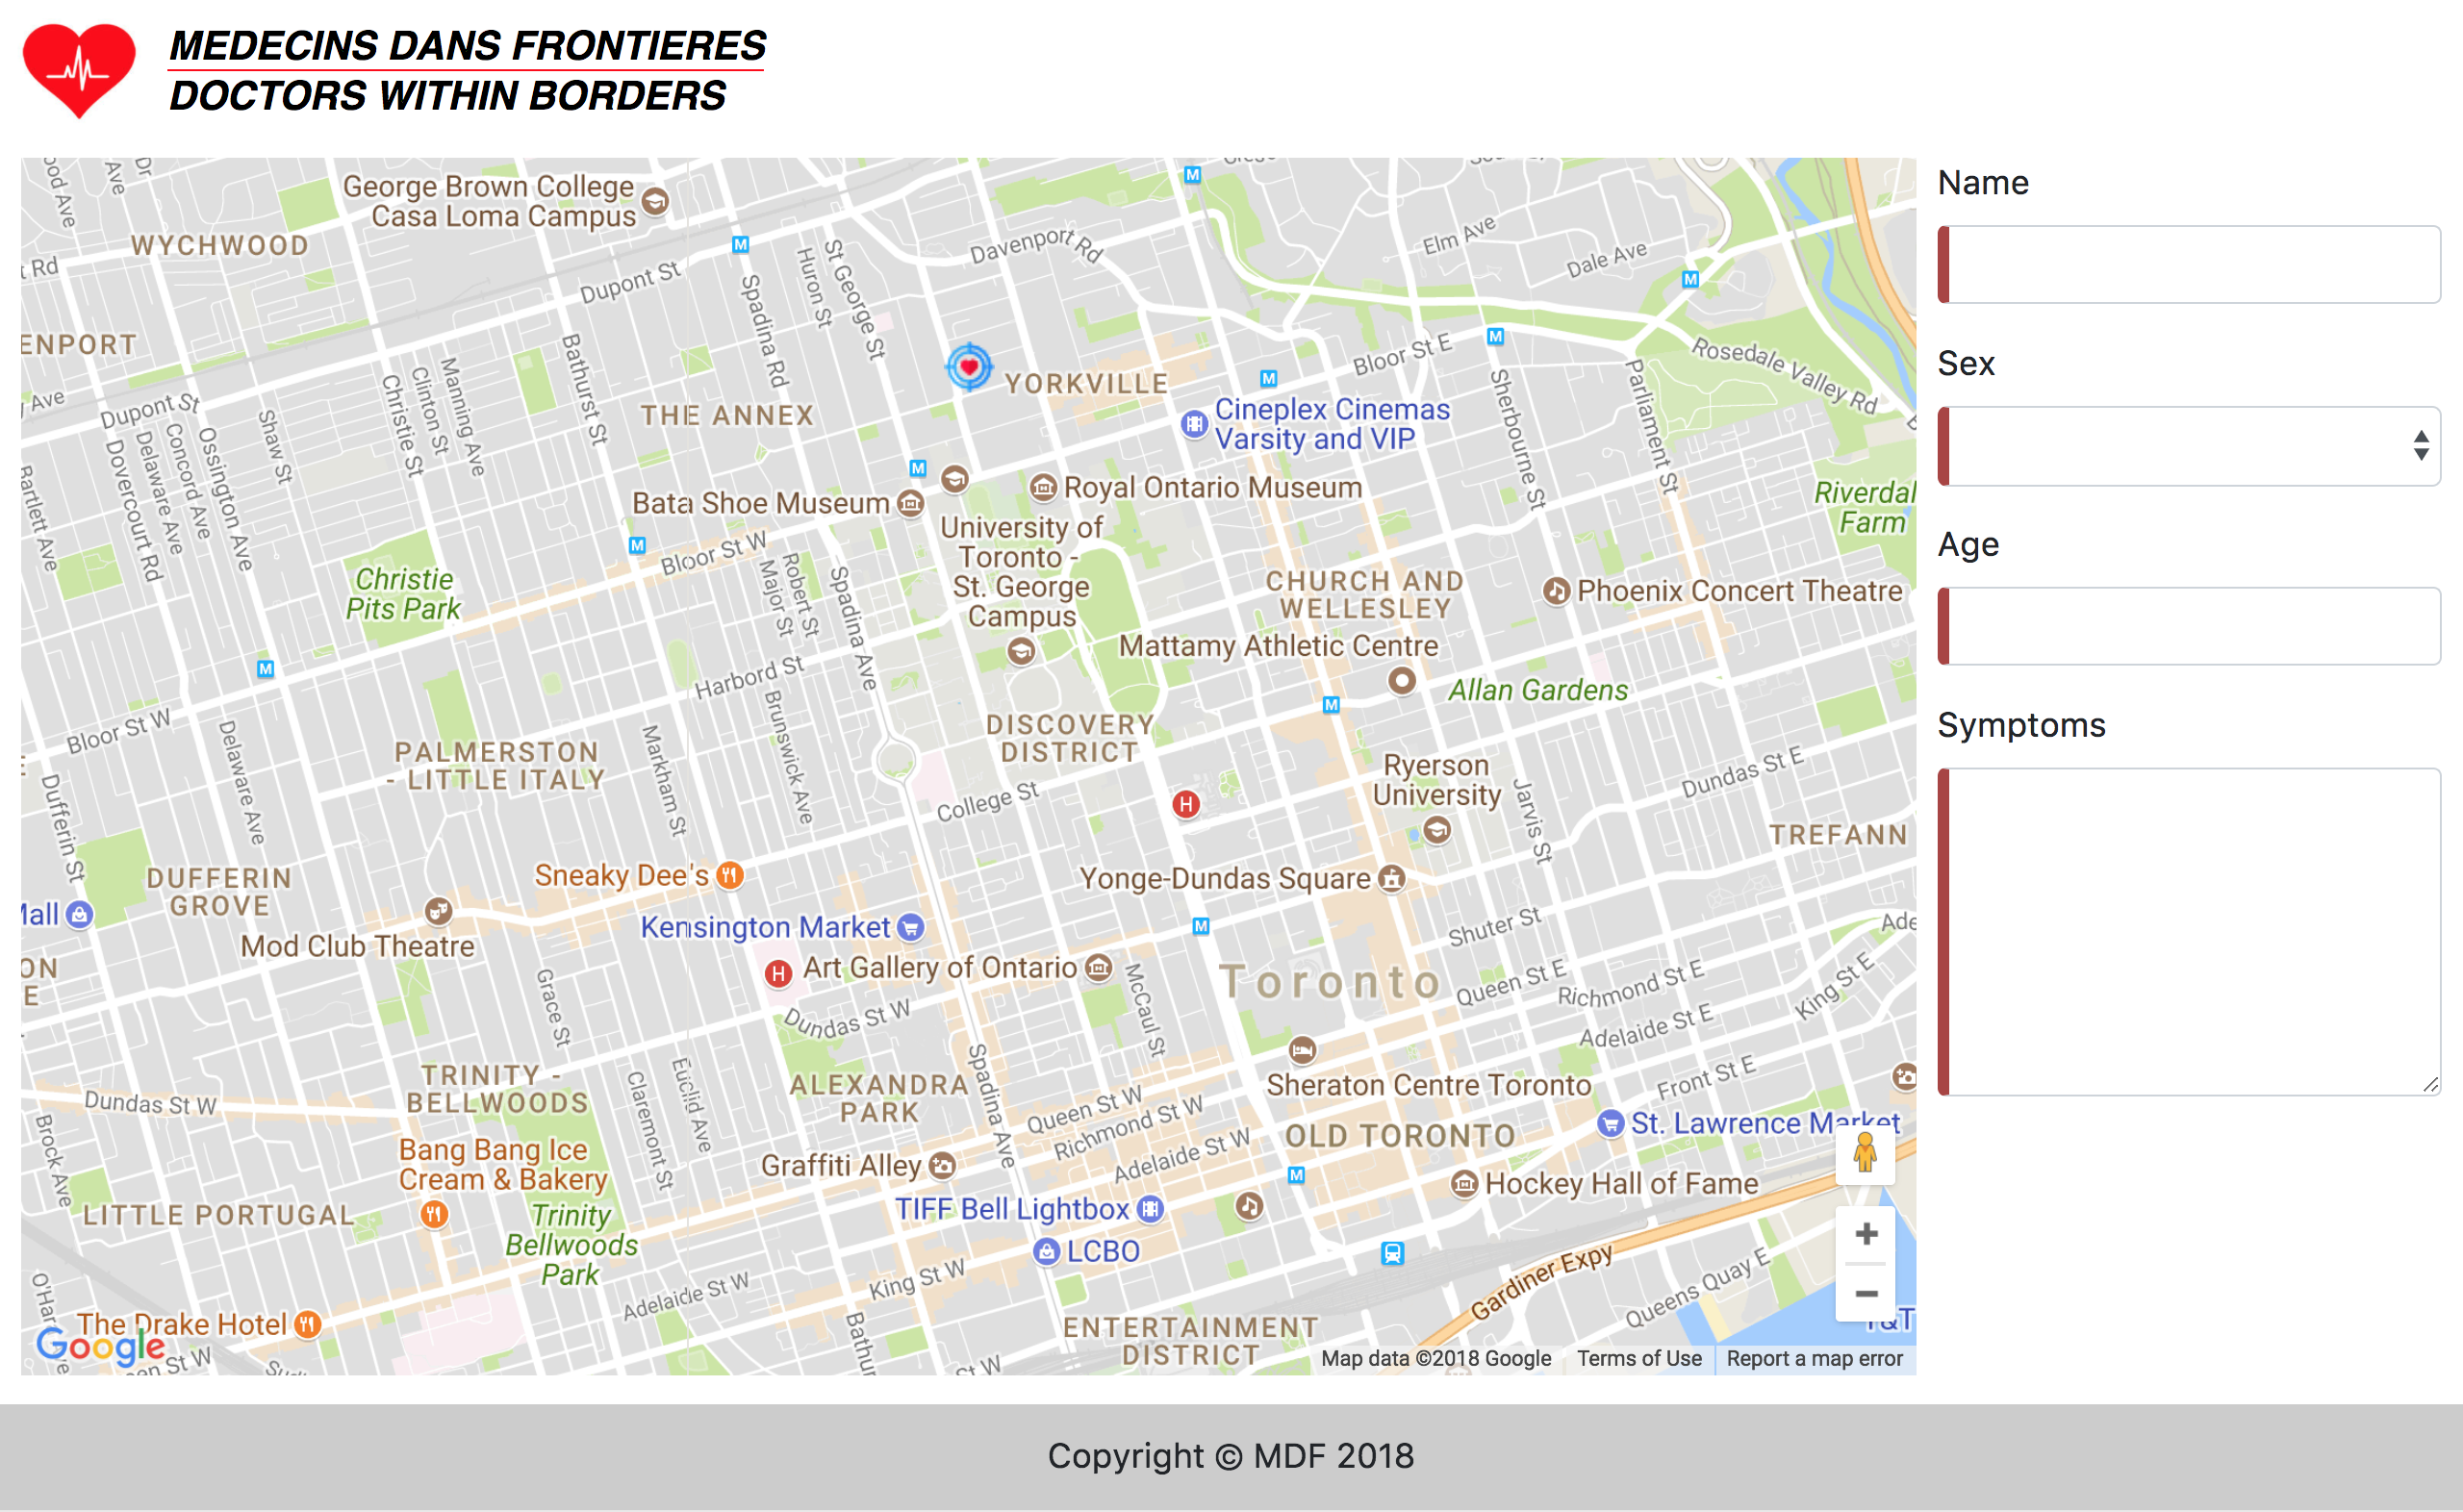 MEDECINS DANS FRONTIERES
DOCTORS WITHIN BORDERS
George Brown College
Casa Loma Campus
WYCHWOOD
Davenport Rd
Elm Ave
Dale Ave
Dupont St
Huron St
St George St
Spadina Rd
ENPORT
Bathurst St
Manning Ave
Clinton St
Christie St
YORKVILLE
Bloor St E
Rosedale Valley Rd
Parliament St
Sherbourne St
THE ANNEX
Dupont St
Shaw St
Ossington Ave
Concord Ave
Delaware Ave
Dovercourt Rd
Bartlett Ave
Cineplex Cinemas
Varsity and VIP
Royal Ontario Museum
Bata Shoe Museum
Riverdal
Farm
University of
Toronto -
St. George
Campus
Bloor St W
Robert St
Major St
Spadina Ave
Christie
Pits Park
CHURCH AND
WELLESLEY
Phoenix Concert Theatre
Mattamy Athletic Centre
Allan Gardens
Harbord St
Brunswick Ave
Markham St
Bloor St W
Delaware Ave
Dufferin St
PALMERSTON
- LITTLE ITALY
DISCOVERY
DISTRICT
College St
H
Ryerson
University
Jarvis St
Dundas St E
TREFANN
DUFFERIN
GROVE
Sneaky Dee's
Yonge-Dundas Square
Mall
Mod Club Theatre
Kensington Market
Shuter St
Ade
H
Art Gallery of Ontario
McCaul St
Toronto
Queen St E
Richmond St E
Adelaide St E
King St E
Grace St
Dundas St W
Sheraton Centre Toronto
Front St E
TRINITY -
BELLWOODS
Claremont St
Euclid Ave
ALEXANDRA
PARK
Spadina Ave
Queen St W
Richmond St W
Adelaide St W
Dundas St W
Brock Ave
OLD TORONTO
St. Lawrence Market
Bang Bang Ice
Cream & Bakery
Graffiti Alley
Hockey Hall of Fame
LITTLE PORTUGAL
Trinity
Bellwoods
Park
TIFF Bell Lightbox
LCBO
King St W
Adelaide St W
Gardiner Expy
Queens Quay E
The Drake Hotel
Google
ENTERTAINMENT
DISTRICT
Map data ©2018 Google
Terms of Use
Report a map error
Name
Sex
Age
Symptoms
Copyright © MDF 2018